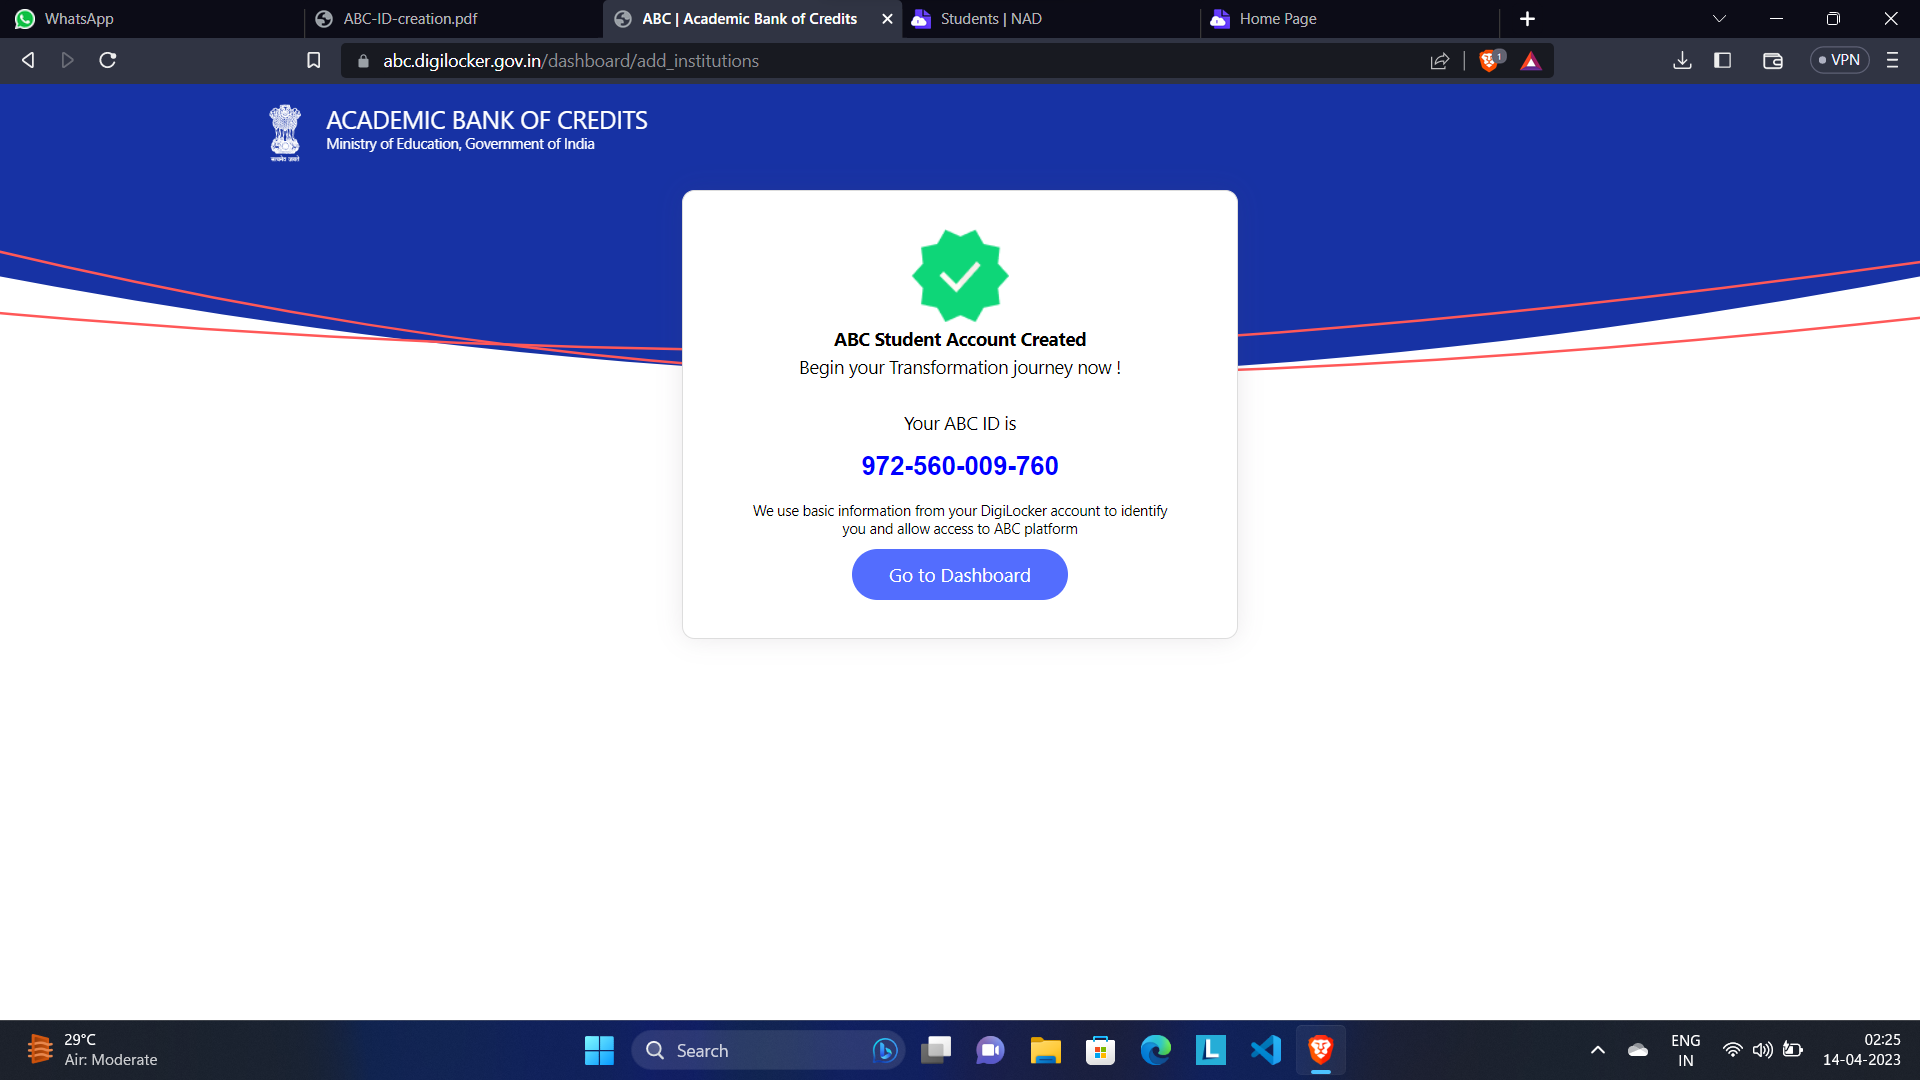 WhatsApp
ABC-ID-creation.pdf
ABC | Academic Bank of Credits
Students | NAD
Home Page
abc.digilocker.gov.in/dashboard/add_institutions
1
VPN
ACADEMIC BANK OF CREDITS
Ministry of Education, Government of India
सत्यमेव जयते
ABC Student Account Created
Begin your Transformation journey now !
Your ABC ID is
972-560-009-760
We use basic information from your DigiLocker account to identify
you and allow access to ABC platform
Go to Dashboard
29°C
Air: Moderate
Search
L
ENG
IN
02:25
14-04-2023